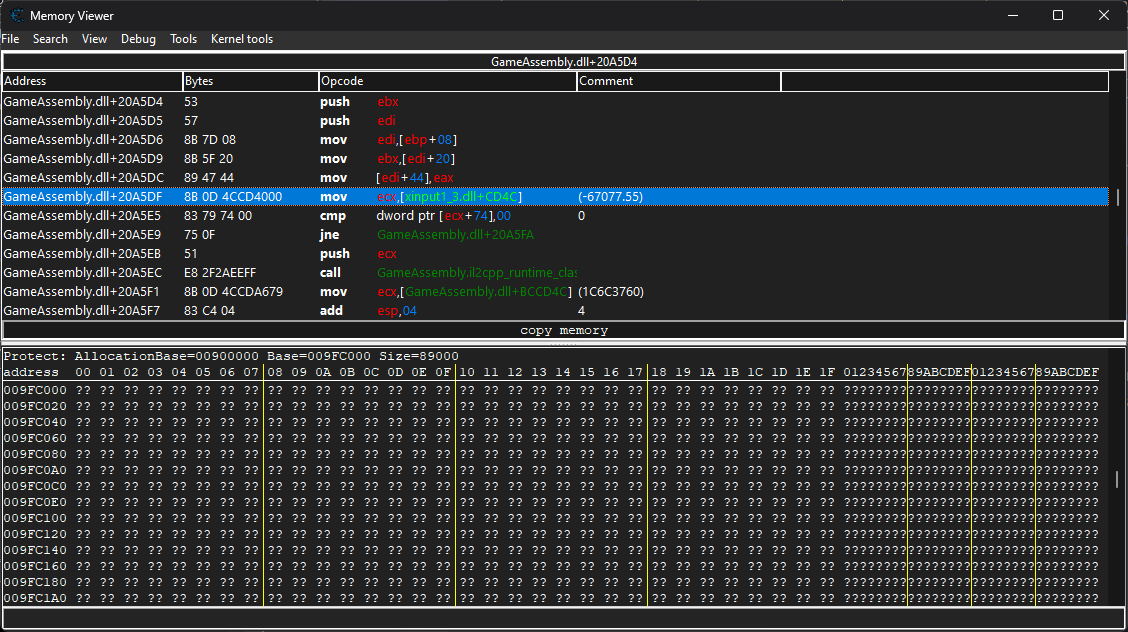 Memory Viewer
File Search View Debug Tools Kernel tools
GameAssembly.dll+20A5D4
Address Bytes Opcode Comment
GameAssembly.dll+20A5D4 53 push ebx
GameAssembly.dll+20A5D5 57 push edi
GameAssembly.dll+20A5D6 8B 7D 08 mov edi,[ebp+08]
GameAssembly.dll+20A5D9 8B 5F 20 mov ebx,[edi+20]
GameAssembly.dll+20A5DC 89 47 44 mov [edi+44],eax
GameAssembly.dll+20A5DF 8B 0D 4CCD4000 mov ecx,[xinput1_3.dll+CD4C] (-67077.55)
GameAssembly.dll+20A5E5 83 79 74 00 cmp dword ptr [ecx+74],00 0
GameAssembly.dll+20A5E9 75 0F jne GameAssembly.dll+20A5FA
GameAssembly.dll+20A5EB 51 push ecx
GameAssembly.dll+20A5EC E8 2F2AEEFF call GameAssembly.il2cpp_runtime_clas
GameAssembly.dll+20A5F1 8B 0D 4CCDA679 mov ecx,[GameAssembly.dll+BCCD4C] (1C6C3760)
GameAssembly.dll+20A5F7 83 C4 04 add esp,04 4
copy memory
Protect: AllocationBase=00900000 Base=009FC000 Size=89000
address 00 01 02 03 04 05 06 07 08 09 0A 0B 0C 0D 0E 0F 10 11 12 13 14 15 16 17 18 19 1A 1B 1C 1D 1E 1F 0123456789ABCDEF0123456789ABCDEF
009FC000 ?? ?? ?? ?? ?? ?? ?? ?? ?? ?? ?? ?? ?? ?? ?? ?? ?? ?? ?? ?? ?? ?? ?? ?? ?? ?? ?? ?? ?? ?? ?? ?? ????????????????????????????????
009FC020 ?? ?? ?? ?? ?? ?? ?? ?? ?? ?? ?? ?? ?? ?? ?? ?? ?? ?? ?? ?? ?? ?? ?? ?? ?? ?? ?? ?? ?? ?? ?? ?? ????????????????????????????????
009FC040 ?? ?? ?? ?? ?? ?? ?? ?? ?? ?? ?? ?? ?? ?? ?? ?? ?? ?? ?? ?? ?? ?? ?? ?? ?? ?? ?? ?? ?? ?? ?? ?? ????????????????????????????????
009FC060 ?? ?? ?? ?? ?? ?? ?? ?? ?? ?? ?? ?? ?? ?? ?? ?? ?? ?? ?? ?? ?? ?? ?? ?? ?? ?? ?? ?? ?? ?? ?? ?? ????????????????????????????????
009FC080 ?? ?? ?? ?? ?? ?? ?? ?? ?? ?? ?? ?? ?? ?? ?? ?? ?? ?? ?? ?? ?? ?? ?? ?? ?? ?? ?? ?? ?? ?? ?? ?? ????????????????????????????????
009FC0A0 ?? ?? ?? ?? ?? ?? ?? ?? ?? ?? ?? ?? ?? ?? ?? ?? ?? ?? ?? ?? ?? ?? ?? ?? ?? ?? ?? ?? ?? ?? ?? ?? ????????????????????????????????
009FC0C0 ?? ?? ?? ?? ?? ?? ?? ?? ?? ?? ?? ?? ?? ?? ?? ?? ?? ?? ?? ?? ?? ?? ?? ?? ?? ?? ?? ?? ?? ?? ?? ?? ????????????????????????????????
009FC0E0 ?? ?? ?? ?? ?? ?? ?? ?? ?? ?? ?? ?? ?? ?? ?? ?? ?? ?? ?? ?? ?? ?? ?? ?? ?? ?? ?? ?? ?? ?? ?? ?? ????????????????????????????????
009FC100 ?? ?? ?? ?? ?? ?? ?? ?? ?? ?? ?? ?? ?? ?? ?? ?? ?? ?? ?? ?? ?? ?? ?? ?? ?? ?? ?? ?? ?? ?? ?? ?? ????????????????????????????????
009FC120 ?? ?? ?? ?? ?? ?? ?? ?? ?? ?? ?? ?? ?? ?? ?? ?? ?? ?? ?? ?? ?? ?? ?? ?? ?? ?? ?? ?? ?? ?? ?? ?? ????????????????????????????????
009FC140 ?? ?? ?? ?? ?? ?? ?? ?? ?? ?? ?? ?? ?? ?? ?? ?? ?? ?? ?? ?? ?? ?? ?? ?? ?? ?? ?? ?? ?? ?? ?? ?? ????????????????????????????????
009FC160 ?? ?? ?? ?? ?? ?? ?? ?? ?? ?? ?? ?? ?? ?? ?? ?? ?? ?? ?? ?? ?? ?? ?? ?? ?? ?? ?? ?? ?? ?? ?? ?? ????????????????????????????????
009FC180 ?? ?? ?? ?? ?? ?? ?? ?? ?? ?? ?? ?? ?? ?? ?? ?? ?? ?? ?? ?? ?? ?? ?? ?? ?? ?? ?? ?? ?? ?? ?? ?? ????????????????????????????????
009FC1A0 ?? ?? ?? ?? ?? ?? ?? ?? ?? ?? ?? ?? ?? ?? ?? ?? ?? ?? ?? ?? ?? ?? ?? ?? ?? ?? ?? ?? ?? ?? ?? ?? ????????????????????????????????